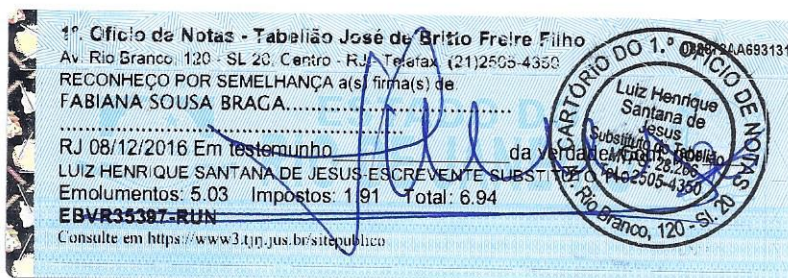 1º. Ofício de Notas - Tabelião José de Britto Freire Filho
Av. Rio Branco, 120 - SL 20, Centro - RJ - Telefax (21)2505-4350
RECONHEÇO POR SEMELHANÇA a(s) firma(s) de:
FABIANA SOUSA BRAGA......................
............................................
RJ 08/12/2016 Em testemunho da verdade.
LUIZ HENRIQUE SANTANA DE JESUS-ESCREVENTE SUBSTITUTO
Emolumentos: 5.03 Impostos: 1.91 Total: 6.94
EBVR35397-RUN
Consulte em https://www3.tjrj.jus.br/sitepublico
AA693131
CARTÓRIO DO 1.º OFÍCIO DE NOTAS
Luiz Henrique
Santana de
Jesus
Substituto do Tabelião
2505-4350
Av. Rio Branco, 120 - Sl. 20